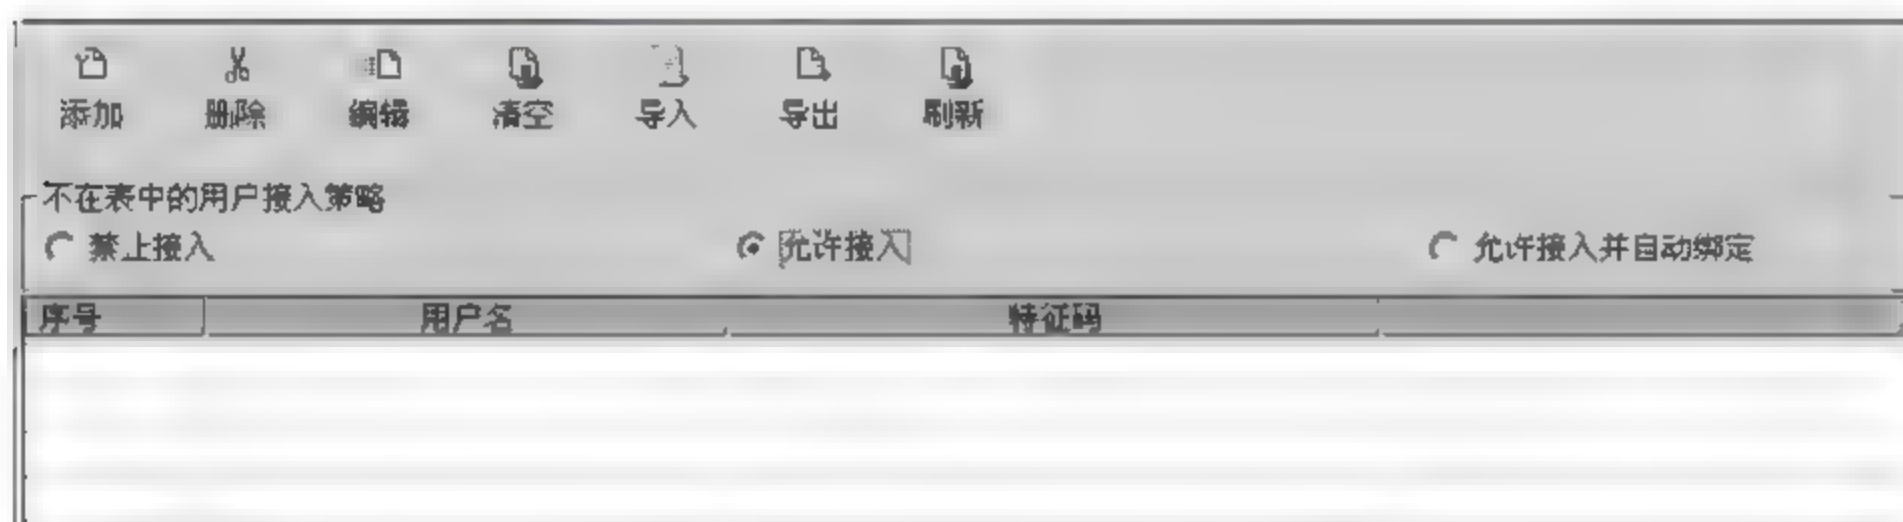 添加 删除 编辑 清空 导入 导出 刷新
不在表中的用户接入策略
禁止接入 允许接入 允许接入并自动绑定
序号 用户名 特征码